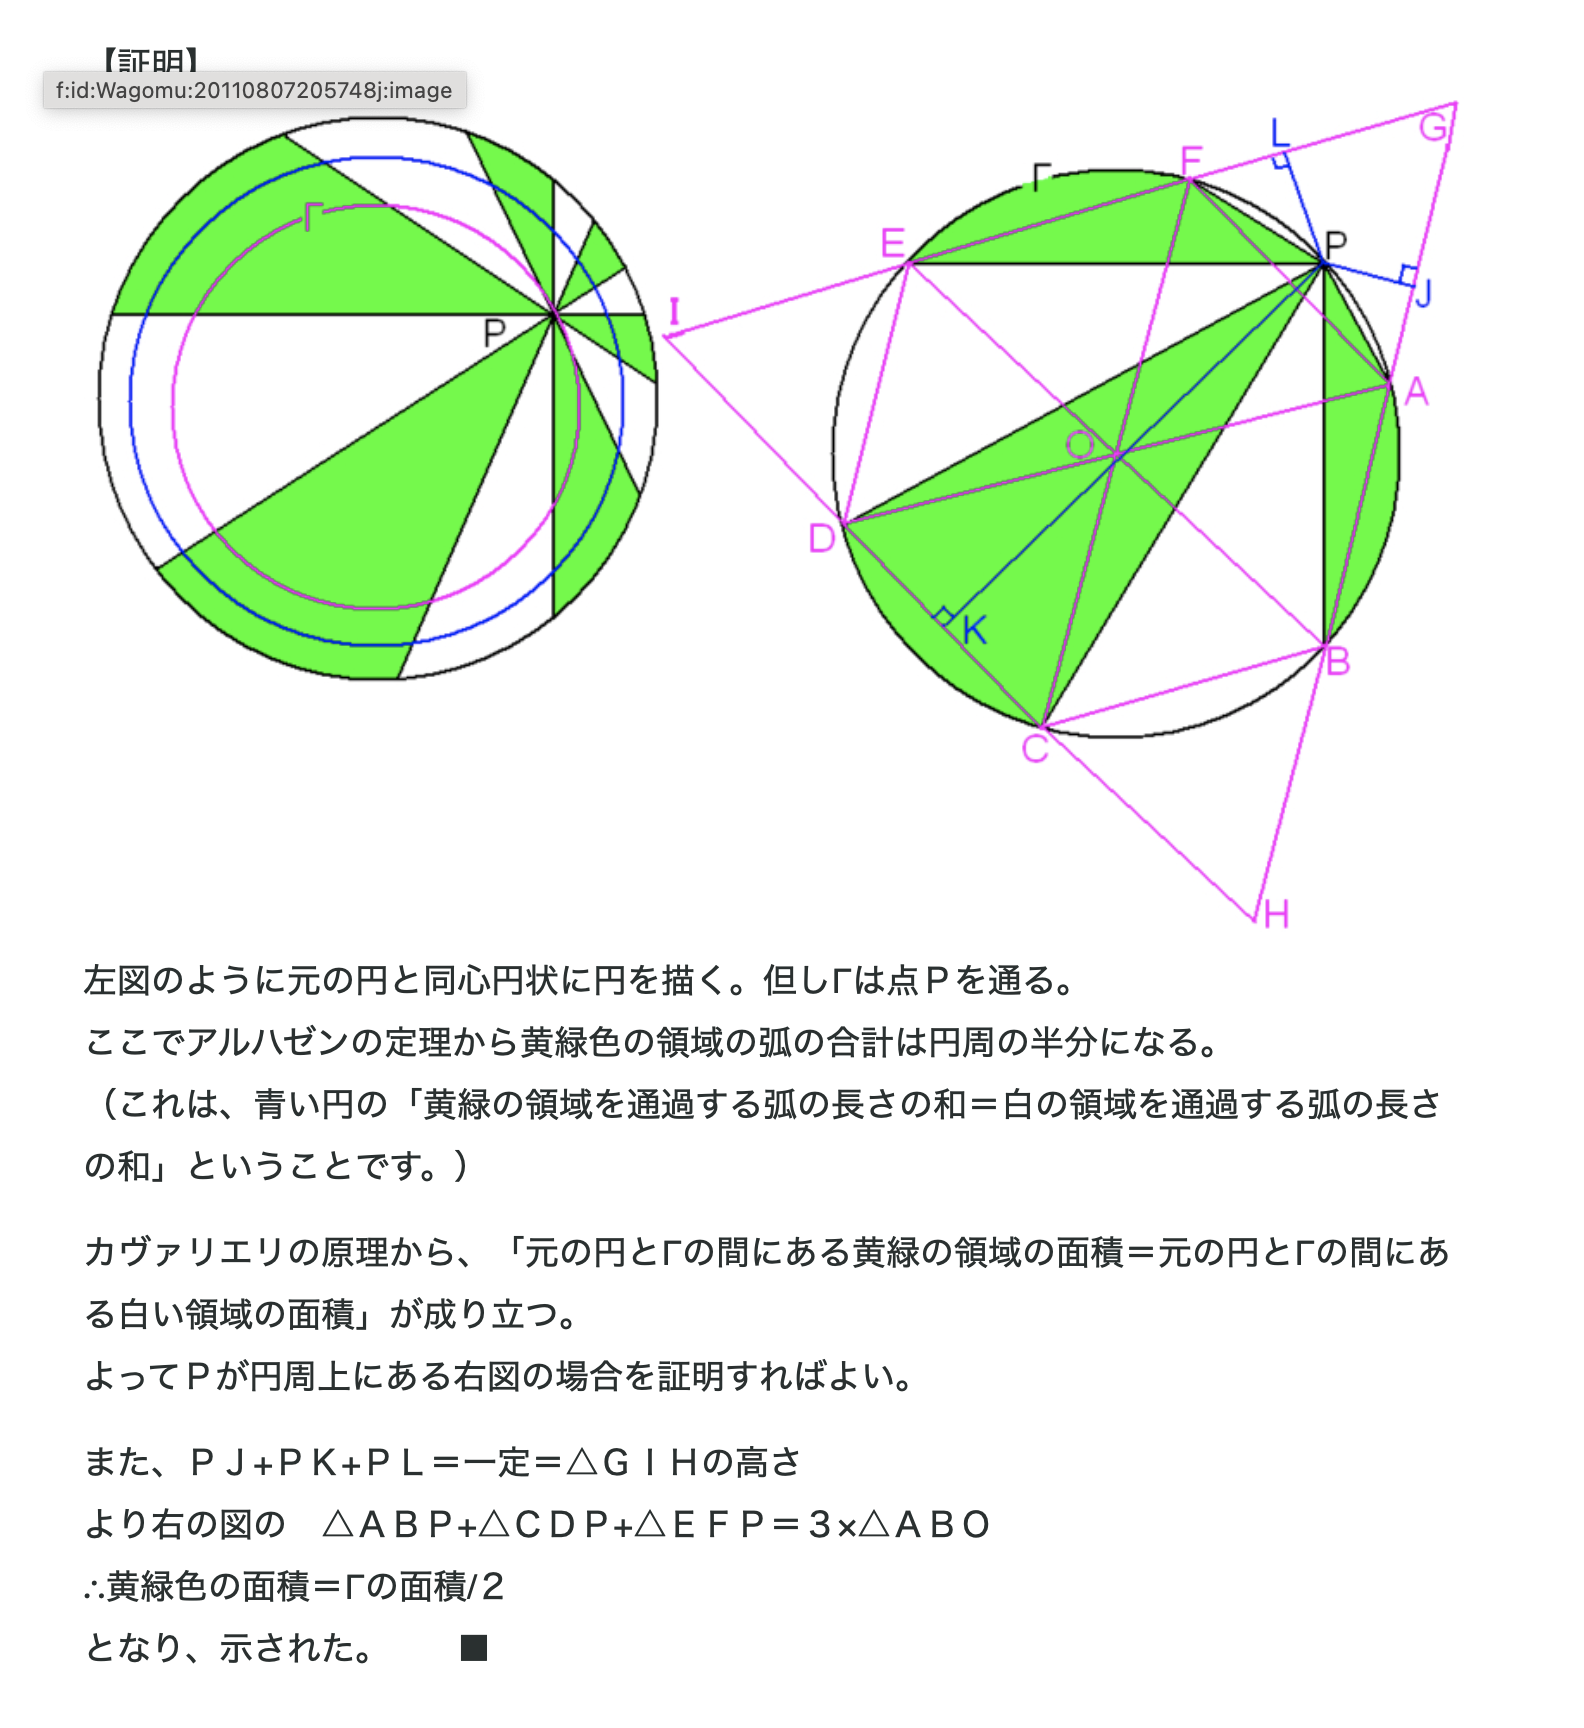 【証明】
f:id:Wagomu:20110807205748j:image
Γ
P
Γ
E
F
L
G
P
J
I
A
O
D
K
B
C
H
左図のように元の円と同心円状に円を描く。但しΓは点Ｐを通る。
ここでアルハゼンの定理から黄緑色の領域の弧の合計は円周の半分になる。
（これは、青い円の「黄緑の領域を通過する弧の長さの和＝白の領域を通過する弧の長さ
の和」ということです。）
カヴァリエリの原理から、「元の円とΓの間にある黄緑の領域の面積＝元の円とΓの間にあ
る白い領域の面積」が成り立つ。
よってＰが円周上にある右図の場合を証明すればよい。
また、ＰＪ+ＰＫ+ＰＬ＝一定＝△ＧＩＨの高さ
より右の図の　△ＡＢＰ+△ＣＤＰ+△ＥＦＰ＝３×△ＡＢＯ
∴黄緑色の面積＝Γの面積/２
となり、示された。　　■